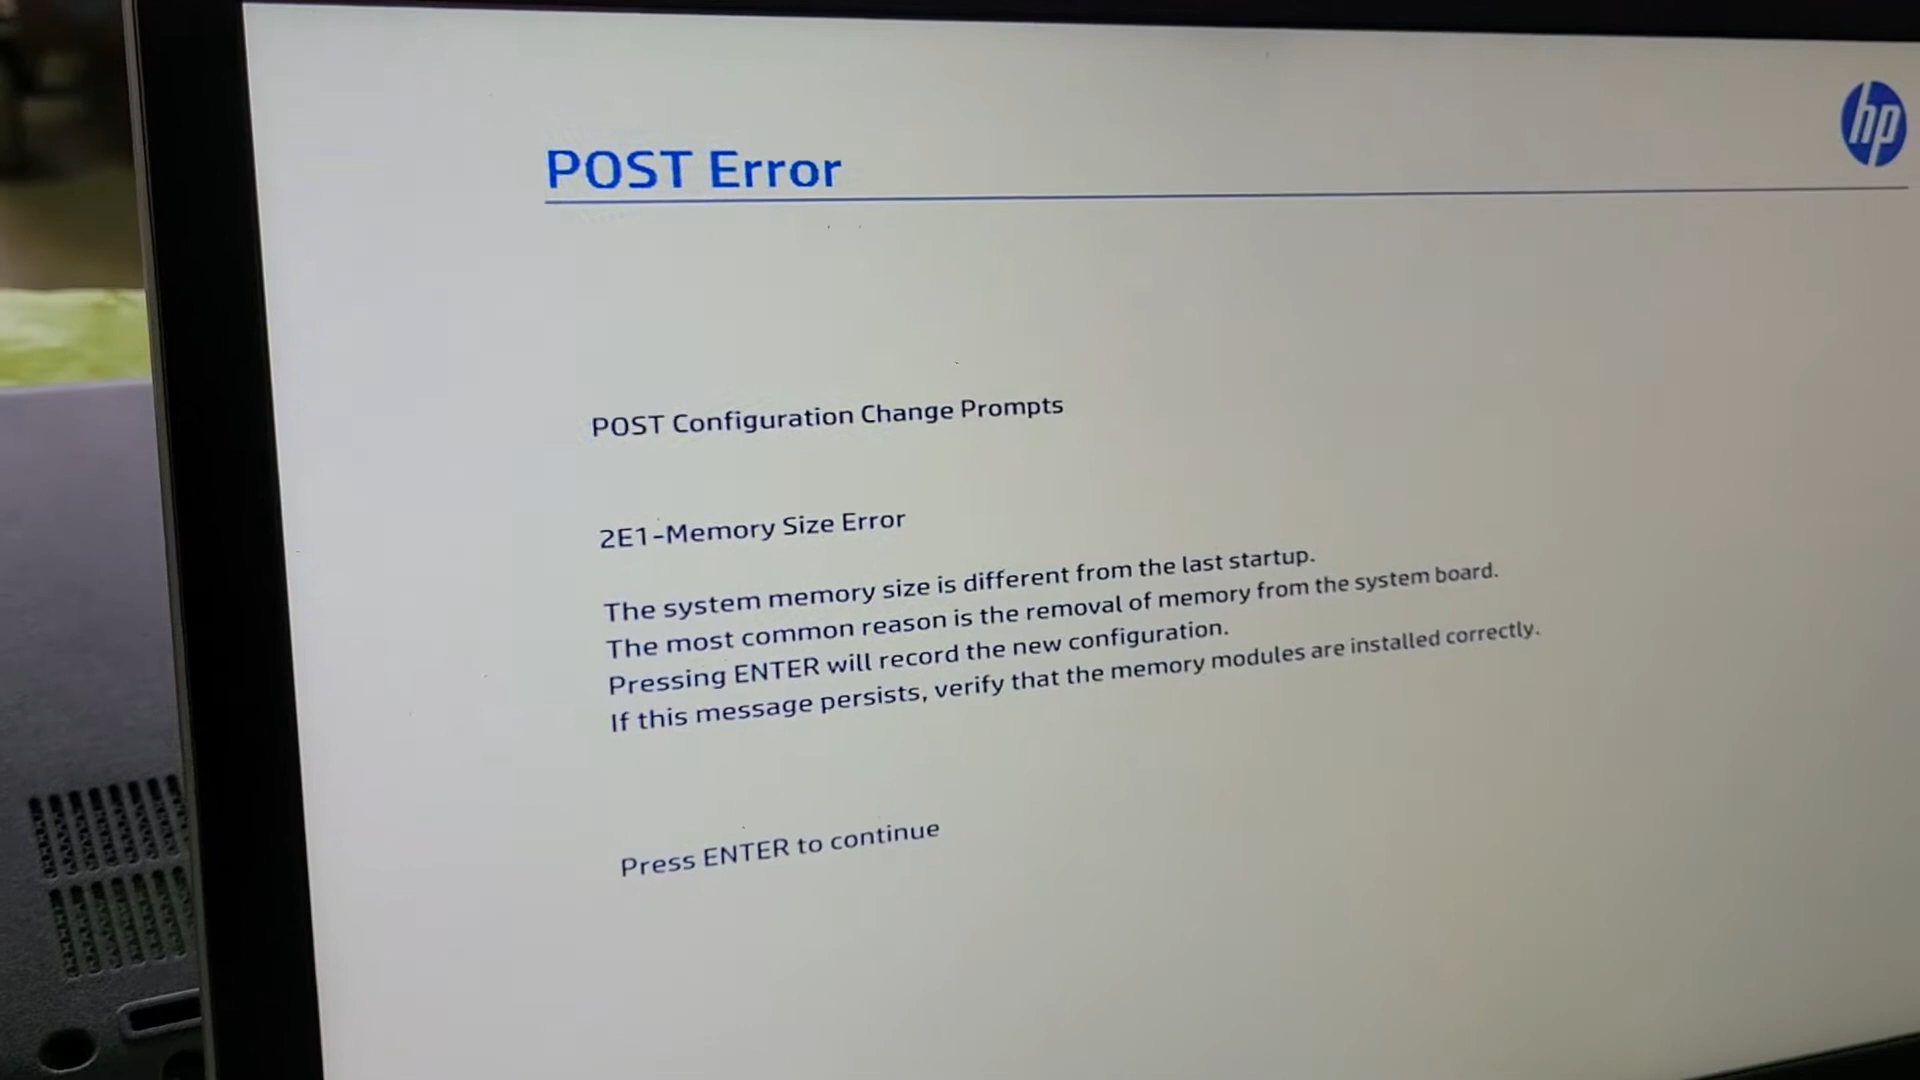 hp
POST Error
POST Configuration Change Prompts
2E1-Memory Size Error
The system memory size is different from the last startup.
The most common reason is the removal of memory from the system board.
Pressing ENTER will record the new configuration.
If this message persists, verify that the memory modules are installed correctly.
Press ENTER to continue